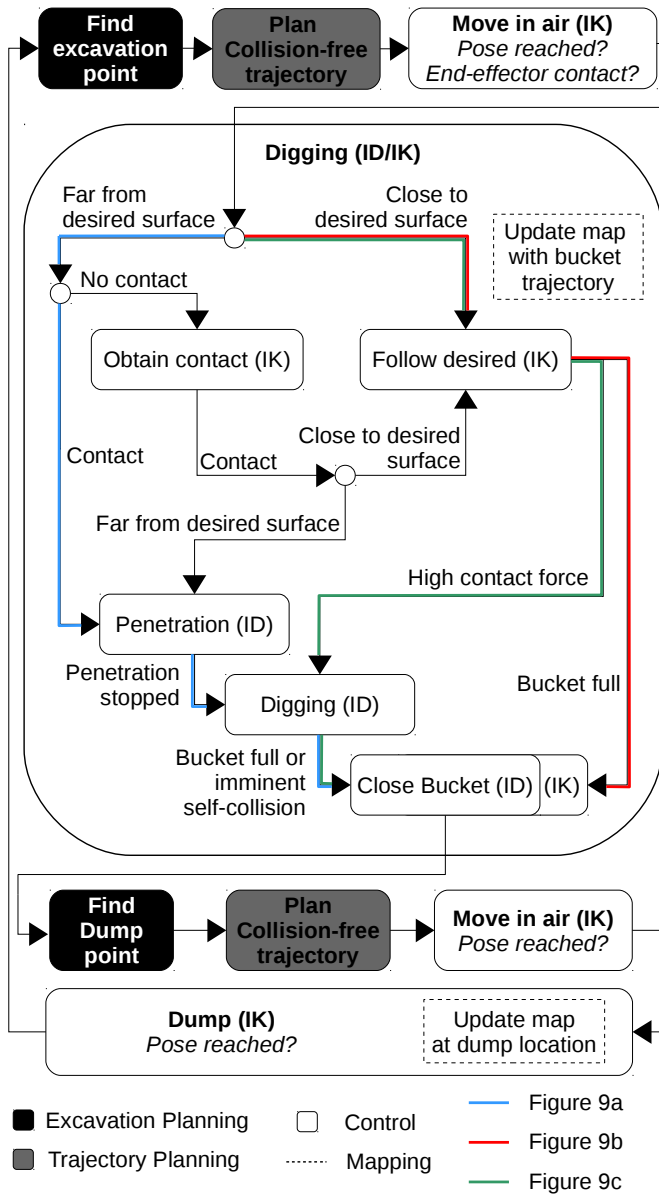 Find
excavation
point
Plan
Collision-free
trajectory
Move in air (IK)
Pose reached?
End-effector contact?
Digging (ID/IK)
Far from
desired surface
Close to
desired surface
Update map
with bucket
trajectory
No contact
Obtain contact (IK)
Follow desired (IK)
Contact
Contact
Close to desired
surface
Far from desired surface
High contact force
Penetration (ID)
Penetration
stopped
Digging (ID)
Bucket full
Bucket full or
imminent
self-collision
Close Bucket (ID)
(IK)
Find
Dump
point
Plan
Collision-free
trajectory
Move in air (IK)
Pose reached?
Dump (IK)
Pose reached?
Update map
at dump location
Excavation Planning
Trajectory Planning
Control
Mapping
Figure 9a
Figure 9b
Figure 9c